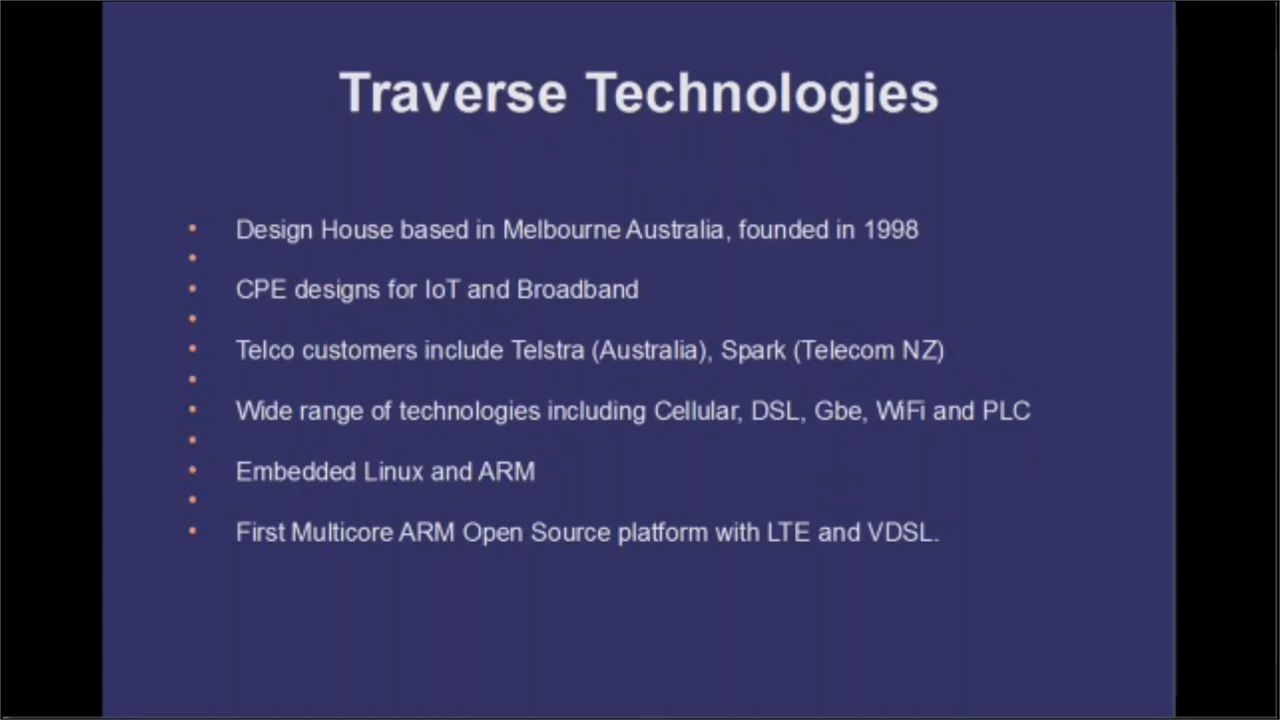 Traverse Technologies
• Design House based in Melbourne Australia, founded in 1998
•
• CPE designs for IoT and Broadband
•
• Telco customers include Telstra (Australia), Spark (Telecom NZ)
•
• Wide range of technologies including Cellular, DSL, Gbe, WiFi and PLC
•
• Embedded Linux and ARM
•
• First Multicore ARM Open Source platform with LTE and VDSL.